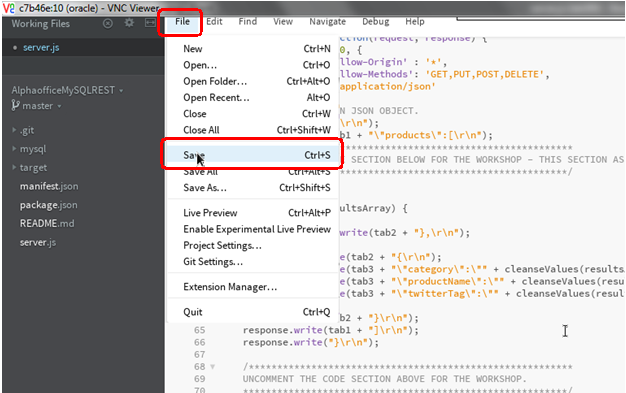 c7b46e:10 (oracle) - VNC Viewer
File Edit Find View Navigate Debug Help
Working Files
server.js
AlphaofficeMySQLREST
master
.git
mysql
target
manifest.json
package.json
README.md
server.js
New Ctrl+N
Open... Ctrl+O
Open Folder... Ctrl+Alt+O
Open Recent... Alt+O
Close Ctrl+W
Close All Ctrl+Shift+W
Save Ctrl+S
Save All Ctrl+Alt+S
Save As... Ctrl+Shift+S
Live Preview Ctrl+Alt+P
Enable Experimental Live Preview
Project Settings...
Git Settings...
Extension Manager...
Quit Ctrl+Q
ction(request, response) {
0, {
llow-Origin' : '*',
llow-Methods': 'GET,PUT,POST,DELETE',
application/json'
N JSON OBJECT.
\r\n");
b1 + "\"products\":[\r\n");
SECTION BELOW FOR THE WORKSHOP – THIS SECTION AS
***/
ultsArray) {
write(tab2 + "},\r\n");
e(tab2 + "{\r\n");
e(tab3 + "\"category\":\"" + cleanseValues(results
e(tab3 + "\"productName\":\"" + cleanseValues(resu
e(tab3 + "\"twitterTag\":\"" + cleanseValues(resul
b2 + "}\r\n");
65 response.write(tab1 + "]\r\n");
66 response.write("}\r\n");
67
68
69 UNCOMMENT THE CODE SECTION ABOVE FOR THE WORKSHOP.
70